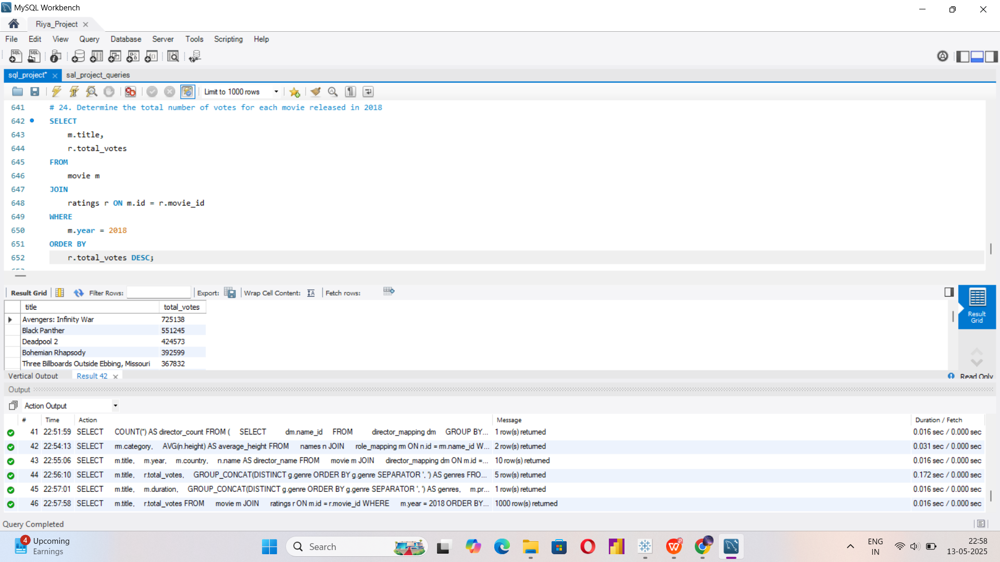 MySQL Workbench
Riya_Project
File Edit View Query Database Server Tools Scripting Help
sql_project* sal_project_queries
Limit to 1000 rows
641 # 24. Determine the total number of votes for each movie released in 2018
642 SELECT
643 m.title,
644 r.total_votes
645 FROM
646 movie m
647 JOIN
648 ratings r ON m.id = r.movie_id
649 WHERE
650 m.year = 2018
651 ORDER BY
652 r.total_votes DESC;
Result Grid Filter Rows: Export: Wrap Cell Content: Fetch rows:
title total_votes
Avengers: Infinity War 725138
Black Panther 551245
Deadpool 2 424573
Bohemian Rhapsody 392599
Three Billboards Outside Ebbing, Missouri 367832
Result
Grid
Vertical Output Result 42 Read Only
Output
Action Output
# Time Action Message Duration / Fetch
41 22:51:59 SELECT COUNT(*) AS director_count FROM ( SELECT dm.name_id FROM director_mapping dm GROUP BY... 1 row(s) returned 0.016 sec / 0.000 sec
42 22:54:13 SELECT rm.category, AVG(n.height) AS average_height FROM names n JOIN role_mapping rm ON n.id = rm.name_id W... 2 row(s) returned 0.031 sec / 0.000 sec
43 22:55:06 SELECT m.title, m.year, m.country, n.name AS director_name FROM movie m JOIN director_mapping dm ON m.id =... 10 row(s) returned 0.016 sec / 0.000 sec
44 22:56:10 SELECT m.title, r.total_votes, GROUP_CONCAT(DISTINCT g.genre ORDER BY g.genre SEPARATOR ', ') AS genres FRO... 5 row(s) returned 0.172 sec / 0.000 sec
45 22:57:01 SELECT m.title, m.duration, GROUP_CONCAT(DISTINCT g.genre ORDER BY g.genre SEPARATOR ', ') AS genres, m.pr... 1 row(s) returned 0.016 sec / 0.000 sec
46 22:57:58 SELECT m.title, r.total_votes FROM movie m JOIN ratings r ON m.id = r.movie_id WHERE m.year = 2018 ORDER BY... 1000 row(s) returned 0.016 sec / 0.000 sec
Query Completed
4 Upcoming
Earnings
Search
ENG
IN
22:58
13-05-2025